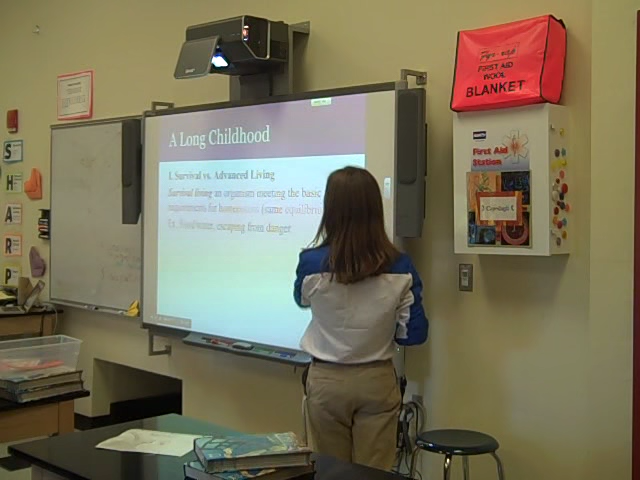 FIRST AID
WOOL
BLANKET
First Aid
Station
A Long Childhood
I. Survival vs. Advanced Living
Survival living an organism meeting the basic
requirements for homeostasis (same
Ex. food/water, escaping from danger
S
H
A
R
P